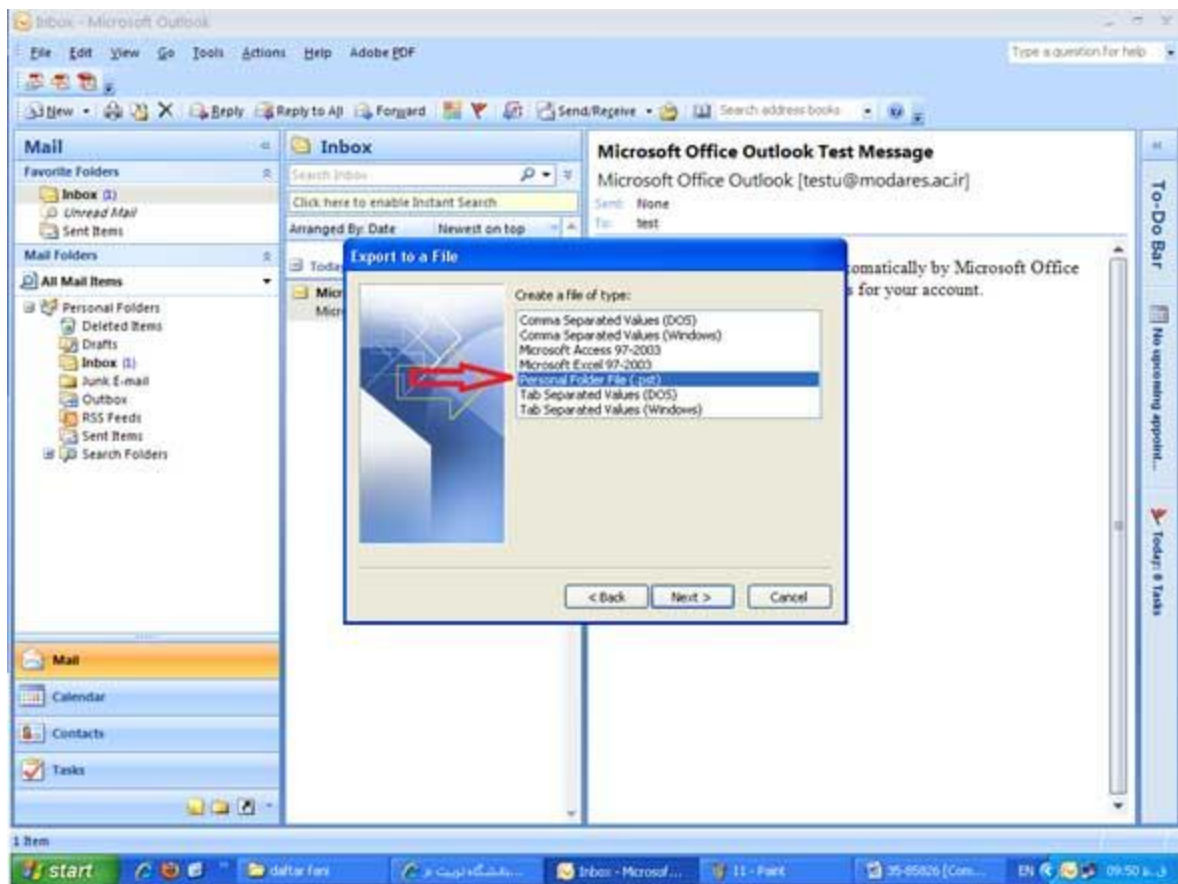 Inbox - Microsoft Outlook
File Edit View Go Tools Actions Help Adobe PDF
Type a question for help
New Reply Reply to All Forward Send/Receive Search address books
Mail
Favorite Folders
Inbox (1)
Unread Mail
Sent Items
Mail Folders
All Mail Items
Personal Folders
Deleted Items
Drafts
Inbox (1)
Junk E-mail
Outbox
RSS Feeds
Sent Items
Search Folders
Mail
Calendar
Contacts
Tasks
Inbox
Search Inbox
Click here to enable Instant Search
Arranged By: Date Newest on top
Today
Micr
Micr
Microsoft Office Outlook Test Message
Microsoft Office Outlook [testu@modares.ac.ir]
Sent: None
To: test
tomatically by Microsoft Office
s for your account.
Export to a File
Create a file of type:
Comma Separated Values (DOS)
Comma Separated Values (Windows)
Microsoft Access 97-2003
Microsoft Excel 97-2003
Personal Folder File (.pst)
Tab Separated Values (DOS)
Tab Separated Values (Windows)
< Back Next > Cancel
To-Do Bar
No upcoming appoint...
Today: 0 Tasks
1 Item
start
daftar fani
Inbox - Microsof...
11 - Paint
35-85826 [Com...
EN
09:50 ق.ظ